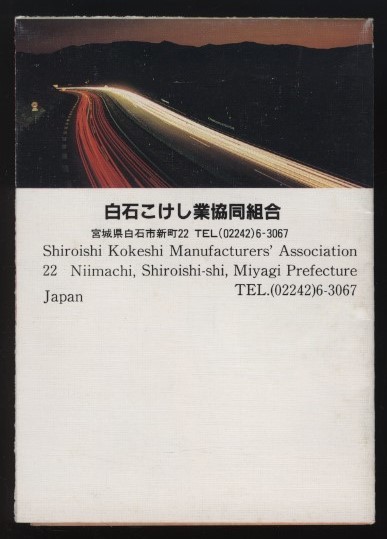 白石こけし業協同組合
宮城県白石市新町22 TEL(02242)6-3067
Shiroishi Kokeshi Manufacturers' Association
22 Niimachi, Shiroishi-shi, Miyagi Prefecture
Japan TEL.(02242)6-3067